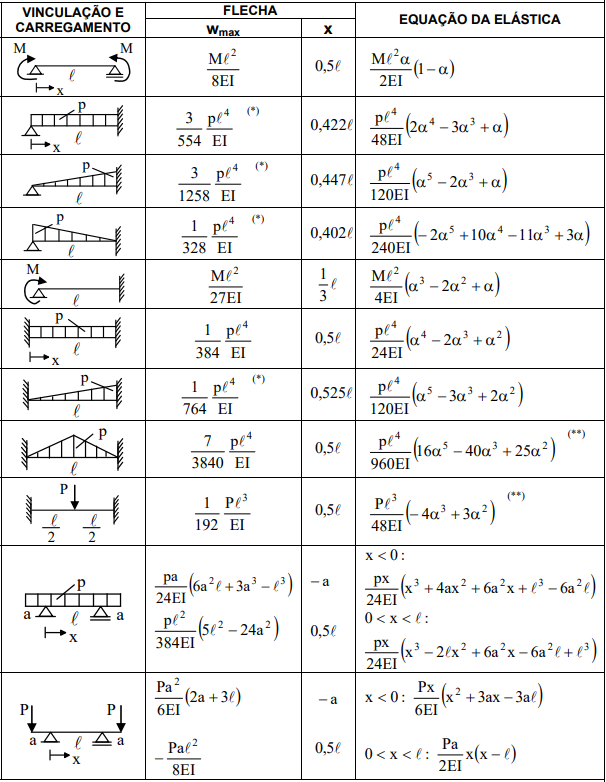 VINCULAÇÃO E CARREGAMENTO | FLECHA | EQUAÇÃO DA ELÁSTICA
w_max | x
M M ℓ x | Mℓ²/8EI | 0,5ℓ | Mℓ²α/2EI (1 − α)
p ℓ x | 3/554 pℓ⁴/EI (*) | 0,422ℓ | pℓ⁴/48EI (2α⁴ − 3α³ + α)
p ℓ | 3/1258 pℓ⁴/EI (*) | 0,447ℓ | pℓ⁴/120EI (α⁵ − 2α³ + α)
p ℓ | 1/328 pℓ⁴/EI (*) | 0,402ℓ | pℓ⁴/240EI (− 2α⁵ + 10α⁴ − 11α³ + 3α)
M ℓ | Mℓ²/27EI | 1/3 ℓ | Mℓ²/4EI (α³ − 2α² + α)
p ℓ x | 1/384 pℓ⁴/EI | 0,5ℓ | pℓ⁴/24EI (α⁴ − 2α³ + α²)
p ℓ | 1/764 pℓ⁴/EI (*) | 0,525ℓ | pℓ⁴/120EI (α⁵ − 3α³ + 2α²)
p ℓ | 7/3840 pℓ⁴/EI | 0,5ℓ | pℓ⁴/960EI (16α⁵ − 40α³ + 25α²) (**)
P ℓ/2 ℓ/2 | 1/192 Pℓ³/EI | 0,5ℓ | Pℓ³/48EI (− 4α³ + 3α²) (**)
p a ℓ a x | pa/24EI (6a²ℓ + 3a³ − ℓ³) | − a | x < 0 : px/24EI (x³ + 4ax² + 6a²x + ℓ³ − 6a²ℓ)
pℓ²/384EI (5ℓ² − 24a²) | 0,5ℓ | 0 < x < ℓ : px/24EI (x³ − 2ℓx² + 6a²x − 6a²ℓ + ℓ³)
P P a ℓ a x | Pa²/6EI (2a + 3ℓ) | − a | x < 0 : Px/6EI (x² + 3ax − 3aℓ)
− Paℓ²/8EI | 0,5ℓ | 0 < x < ℓ : Pa/2EI x(x − ℓ)